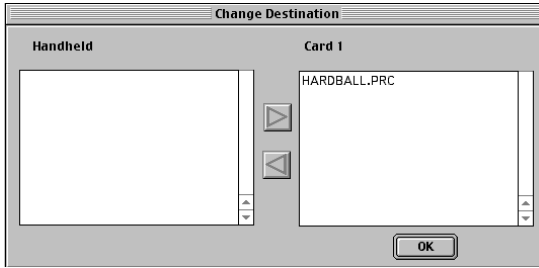 Change Destination
Handheld
Card 1
HARDBALL.PRC
OK